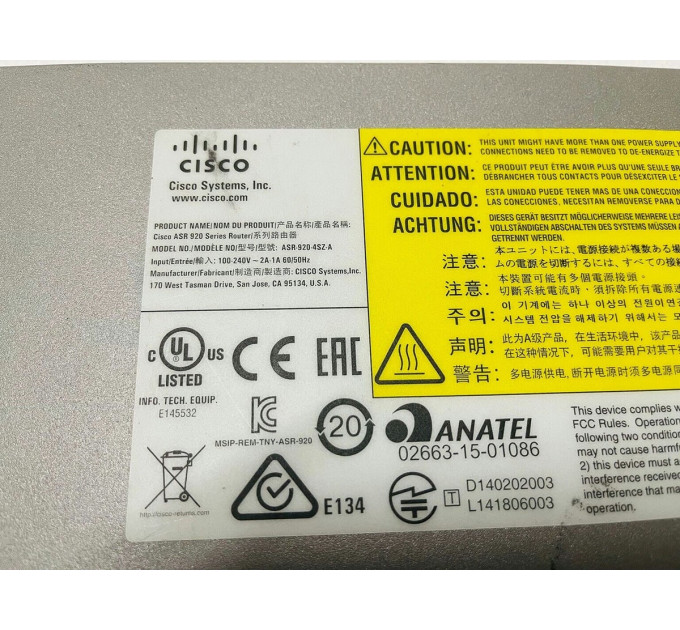 CISCO
Cisco Systems, Inc.
www.cisco.com
PRODUCT NAME/NOM DU PRODUIT/产品名称/產品名稱:
Cisco ASR 920 Series Router/系列路由器
MODEL NO./MODÈLE NO/型号/型號: ASR-920-4SZ-A
Input/Entrée/输入/輸入: 100-240V ~ 2A-1A 60/50Hz
Manufacturer/Fabricant/制造商/製造商: CISCO Systems,Inc.
170 West Tasman Drive, San Jose, CA 95134, U.S.A.
C UL US
LISTED
INFO. TECH. EQUIP.
E145532
CE
EAC
MSIP-REM-TNY-ASR-920
20
ANATEL
02663-15-01086
http://cisco-returns.com
E134
T D140202003
L141806003
CAUTION: THIS UNIT MIGHT HAVE MORE THAN ONE POWER SUPPLY
CONNECTIONS NEED TO BE REMOVED TO DE-ENERGIZE
ATTENTION: CE PRODUIT PEUT ÊTRE AVOIR PLUS QU'UNE SEULE
DÉBRANCHER TOUS CONTACTS POUR DÉSEXCITER LE
CUIDADO: ESTA UNIDAD PUEDE TENER MAS DE UNA
LAS CONEXIONES, NECESITAN REMOVERSE PARA
ACHTUNG: DIESES GERÄT BESITZT MÖGLICHERWEISE MEHRERE
VOLLSTÄNDIGEN ABSCHALTEN DES SYSTEMS MÜSSEN
GETRENNT WERDEN
注意: 本ユニットには、電源接続が複数ある場
ムの電源を切断するには、すべての接
注意: 本裝置可能有多個電源接頭。
切斷系統電流時，須拆除所有電源
주의: 이 기계에는 하나 이상의 전원이연
시스템 전압을 해제하기 위해서는
声明: 此为A级产品，在生活环境中，该产品
在这种情况下，可能需要用户对其干
警告: 多电源供电,断开电源时须多电源同
This device complies w
FCC Rules. Operation
following two condition
may not cause harmf
2) this device must a
interference received
interference that ma
operation.